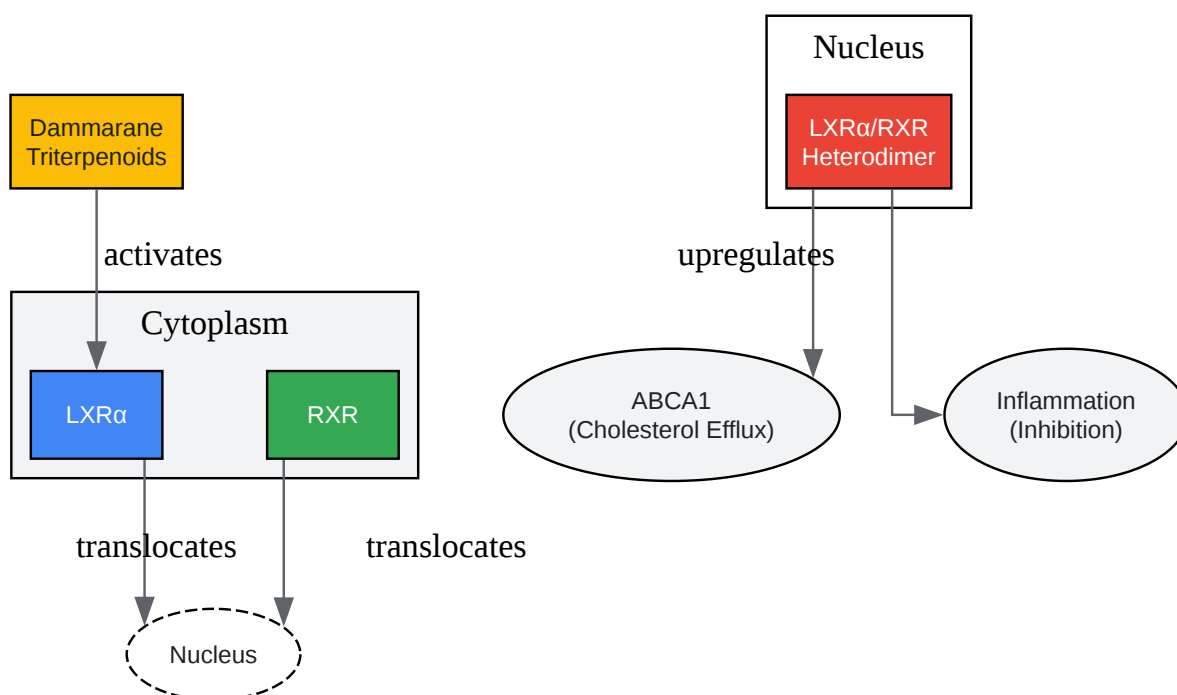 Nucleus
Dammarane
Triterpenoids
LXRα/RXR
Heterodimer
activates
upregulates
Cytoplasm
LXRα
RXR
ABCA1
(Cholesterol Efflux)
Inflammation
(Inhibition)
translocates
translocates
Nucleus